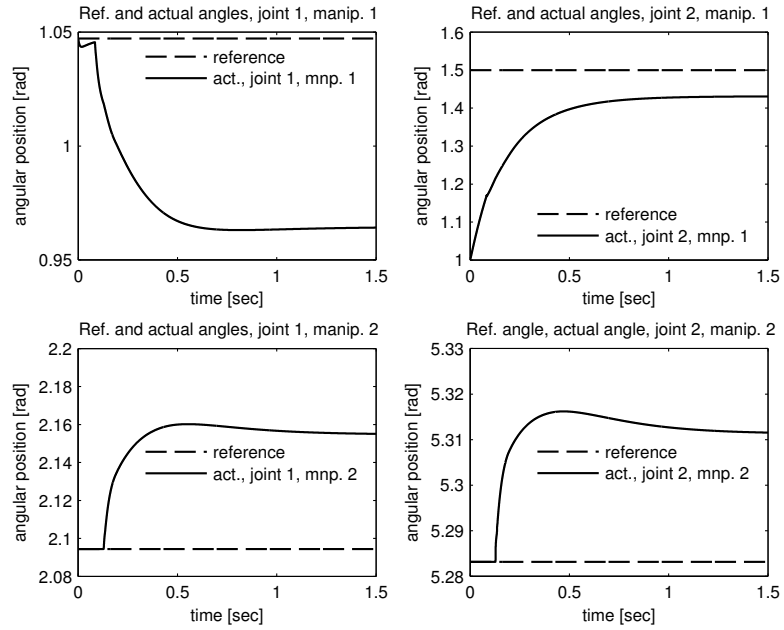 Ref. and actual angles, joint 1, manip. 1
1.05
1
0.95
angular position [rad]
reference
act., joint 1, mnp. 1
0 0.5 1 1.5
time [sec]
Ref. and actual angles, joint 2, manip. 1
1.6
1.5
1.4
1.3
1.2
1.1
1
angular position [rad]
reference
act., joint 2, mnp. 1
0 0.5 1 1.5
time [sec]
Ref. and actual angles, joint 1, manip. 2
2.2
2.16
2.14
2.12
2.1
2.08
angular position [rad]
reference
act., joint 1, mnp. 2
0 0.5 1 1.5
time [sec]
Ref. angle, actual angle, joint 2, manip. 2
5.33
5.32
5.31
5.3
5.29
5.28
angular position [rad]
reference
act., joint 2, mnp. 2
0 0.5 1 1.5
time [sec]